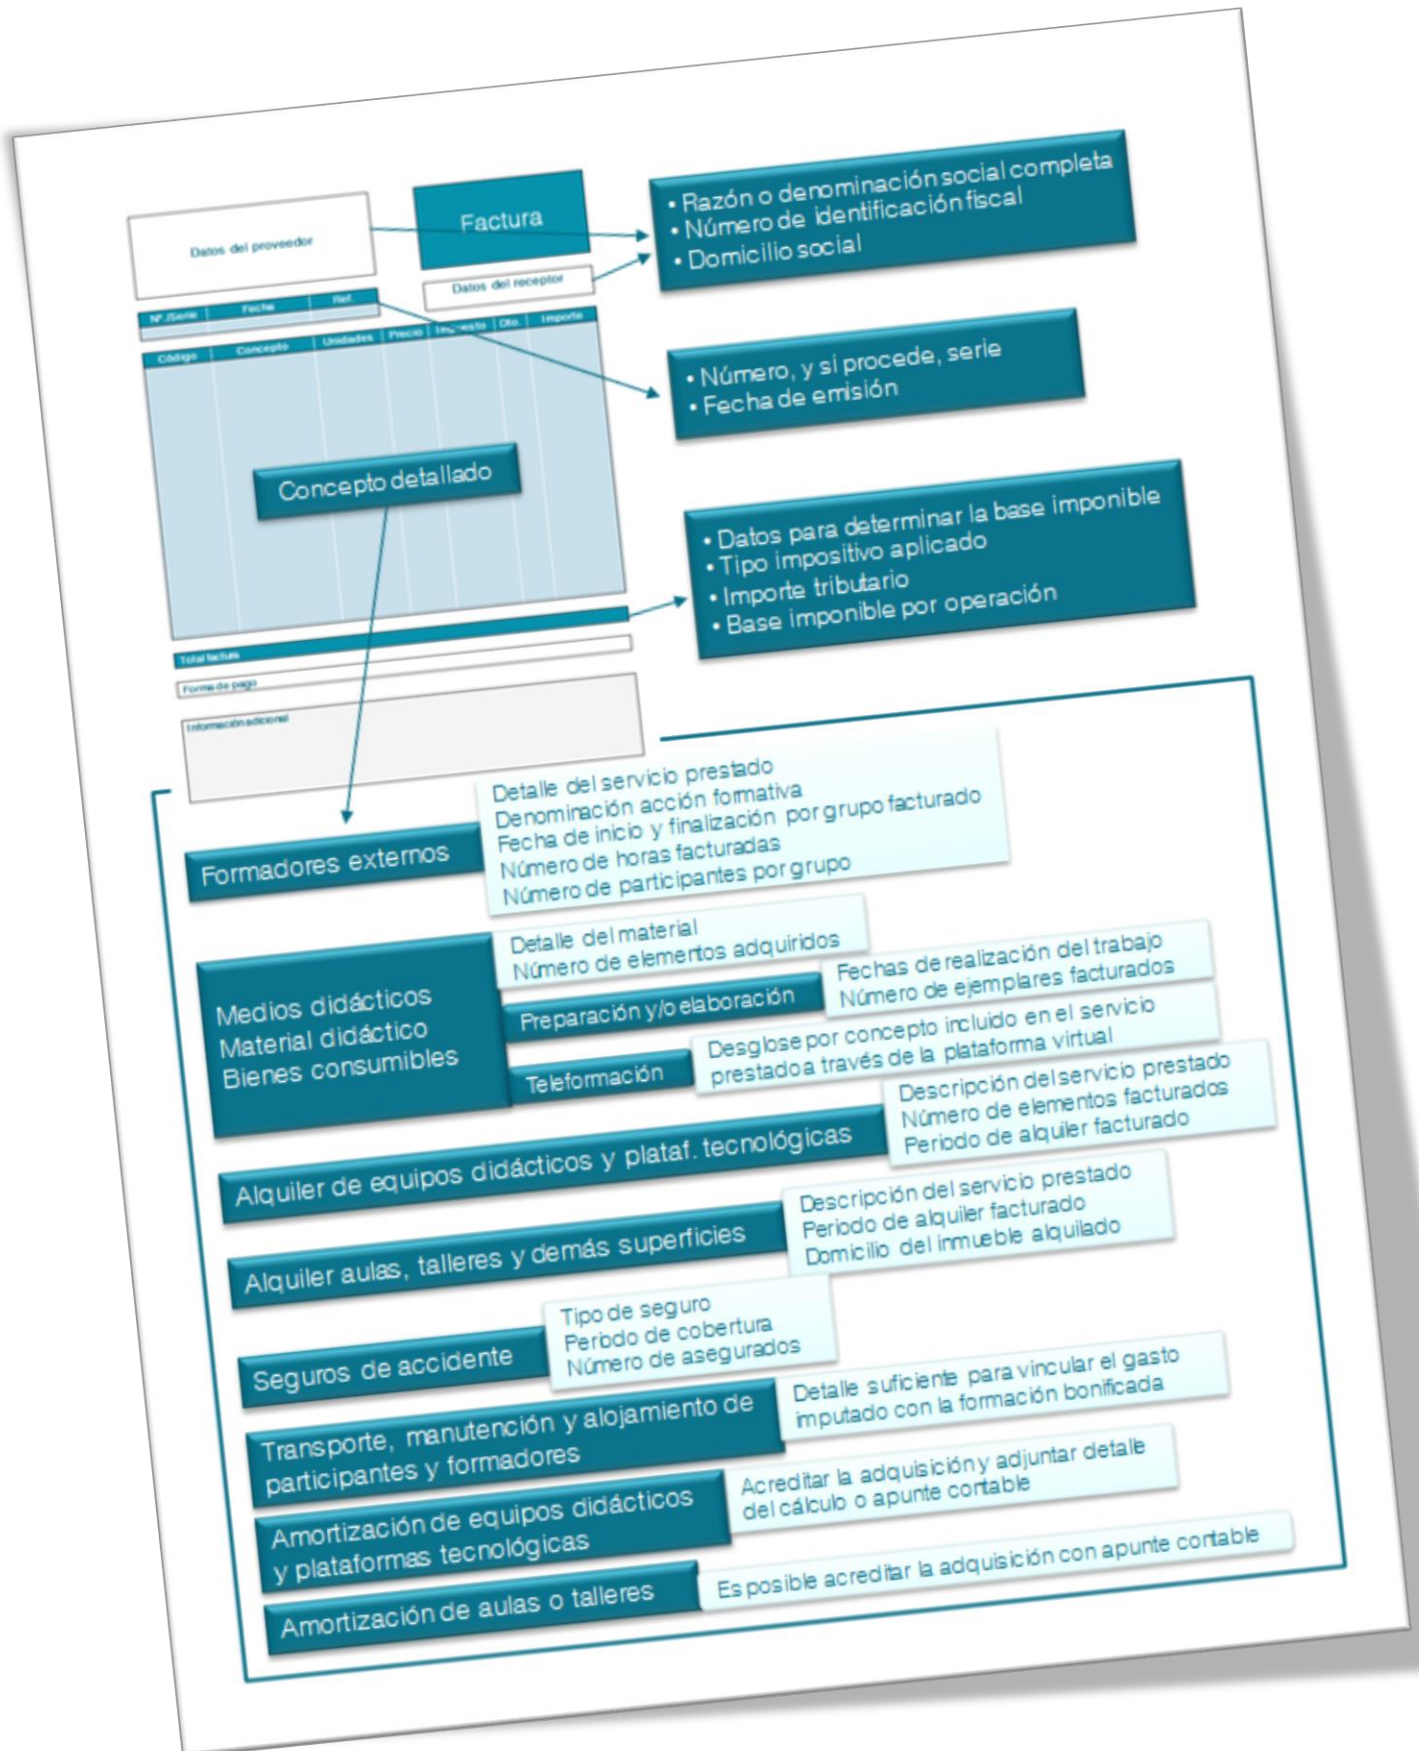 Datos del proveedor
Factura
Datos del receptor
• Razón o denominación social completa
• Número de identificación fiscal
• Domicilio social
Nº./Serie Fecha Ref.
Código Concepto Unidades Precio Impuesto Dto. Importe
• Número, y si procede, serie
• Fecha de emisión
Concepto detallado
• Datos para determinar la base imponible
• Tipo impositivo aplicado
• Importe tributario
• Base imponible por operación
Total factura
Forma de pago
Información adicional
Formadores externos
Detalle del servicio prestado
Denominación acción formativa
Fecha de inicio y finalización por grupo facturado
Número de horas facturadas
Número de participantes por grupo
Medios didácticos
Material didáctico
Bienes consumibles
Detalle del material
Número de elementos adquiridos
Preparación y/o elaboración
Fechas de realización del trabajo
Número de ejemplares facturados
Teleformación
Desglose por concepto incluido en el servicio
prestado a través de la plataforma virtual
Alquiler de equipos didácticos y plataf. tecnológicas
Descripción del servicio prestado
Número de elementos facturados
Periodo de alquiler facturado
Alquiler aulas, talleres y demás superficies
Descripción del servicio prestado
Periodo de alquiler facturado
Domicilio del inmueble alquilado
Seguros de accidente
Tipo de seguro
Periodo de cobertura
Número de asegurados
Transporte, manutención y alojamiento de
participantes y formadores
Detalle suficiente para vincular el gasto
imputado con la formación bonificada
Amortización de equipos didácticos
y plataformas tecnológicas
Acreditar la adquisición y adjuntar detalle
del cálculo o apunte contable
Amortización de aulas o talleres
Es posible acreditar la adquisición con apunte contable